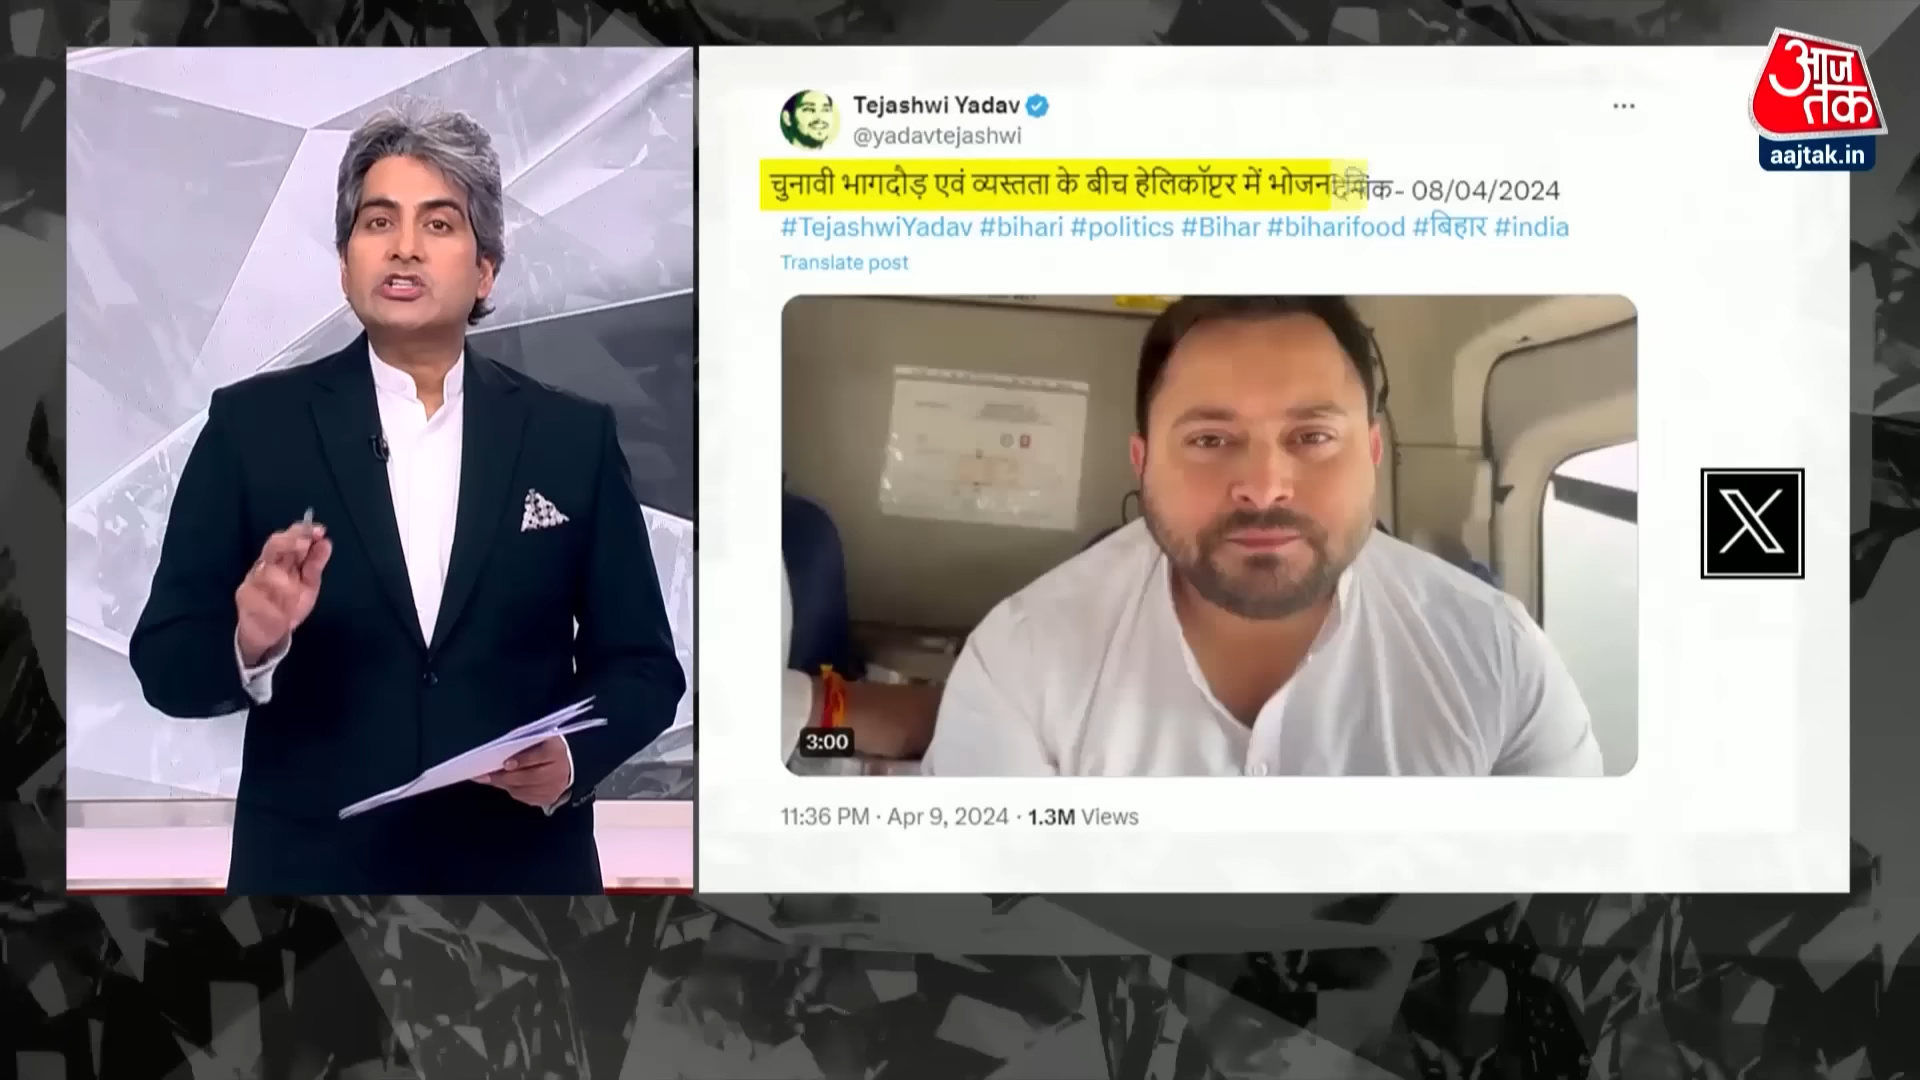 आज
तक
aajtak.in
Tejashwi Yadav
@yadavtejashwi
चुनावी भागदौड़ एवं व्यस्तता के बीच हेलिकॉप्टर में भोजन 08/04/2024
#TejashwiYadav #bihari #politics #Bihar #biharifood #बिहार #india
Translate post
3:00
11:36 PM · Apr 9, 2024 · 1.3M Views